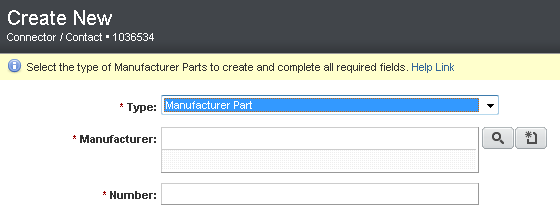 Create New
Connector / Contact • 1036534
Select the type of Manufacturer Parts to create and complete all required fields. Help Link
* Type: Manufacturer Part
* Manufacturer:
* Number: